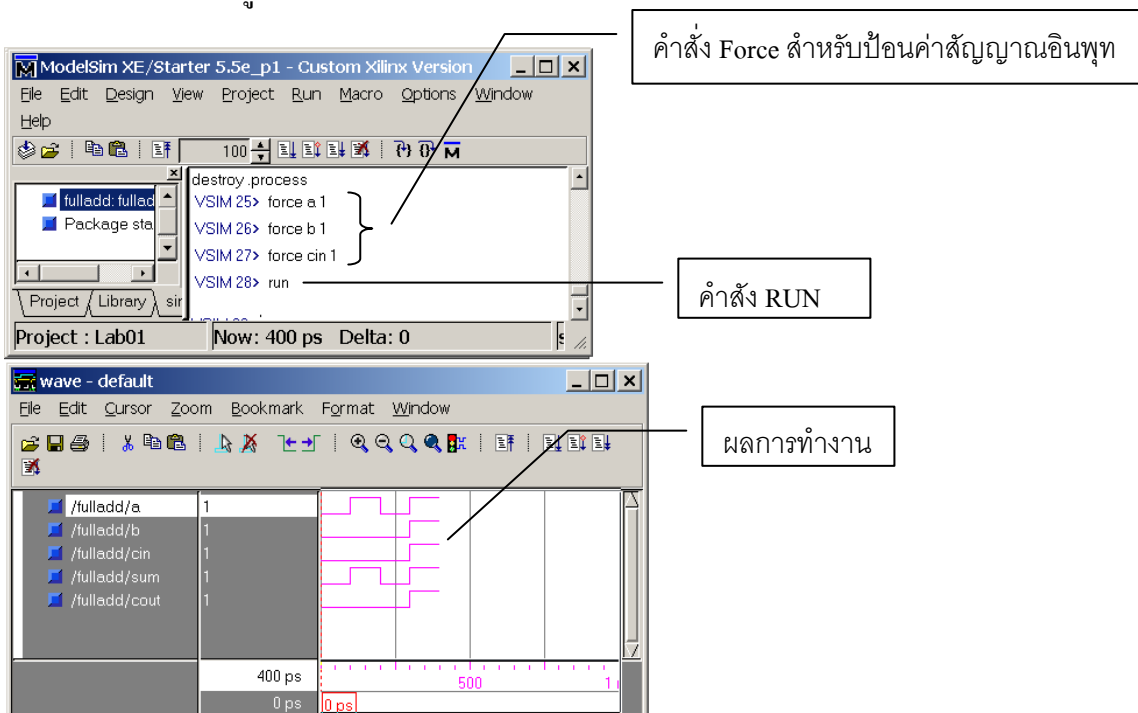 คำสั่ง Force สำหรับป้อนค่าสัญญาณอินพุท
ModelSim XE/Starter 5.5e_p1 - Custom Xilinx Version
File Edit Design View Project Run Macro Options Window
Help
100
destroy .process
fulladd: fullad
Package sta
VSIM 25> force a 1
VSIM 26> force b 1
VSIM 27> force cin 1
VSIM 28> run
คำสัง RUN
Project Library sir
Project : Lab01 Now: 400 ps Delta: 0
wave - default
File Edit Cursor Zoom Bookmark Format Window
ผลการทำงาน
/fulladd/a 1
/fulladd/b 1
/fulladd/cin 1
/fulladd/sum 1
/fulladd/cout 1
400 ps
500
0 ps 0 ps